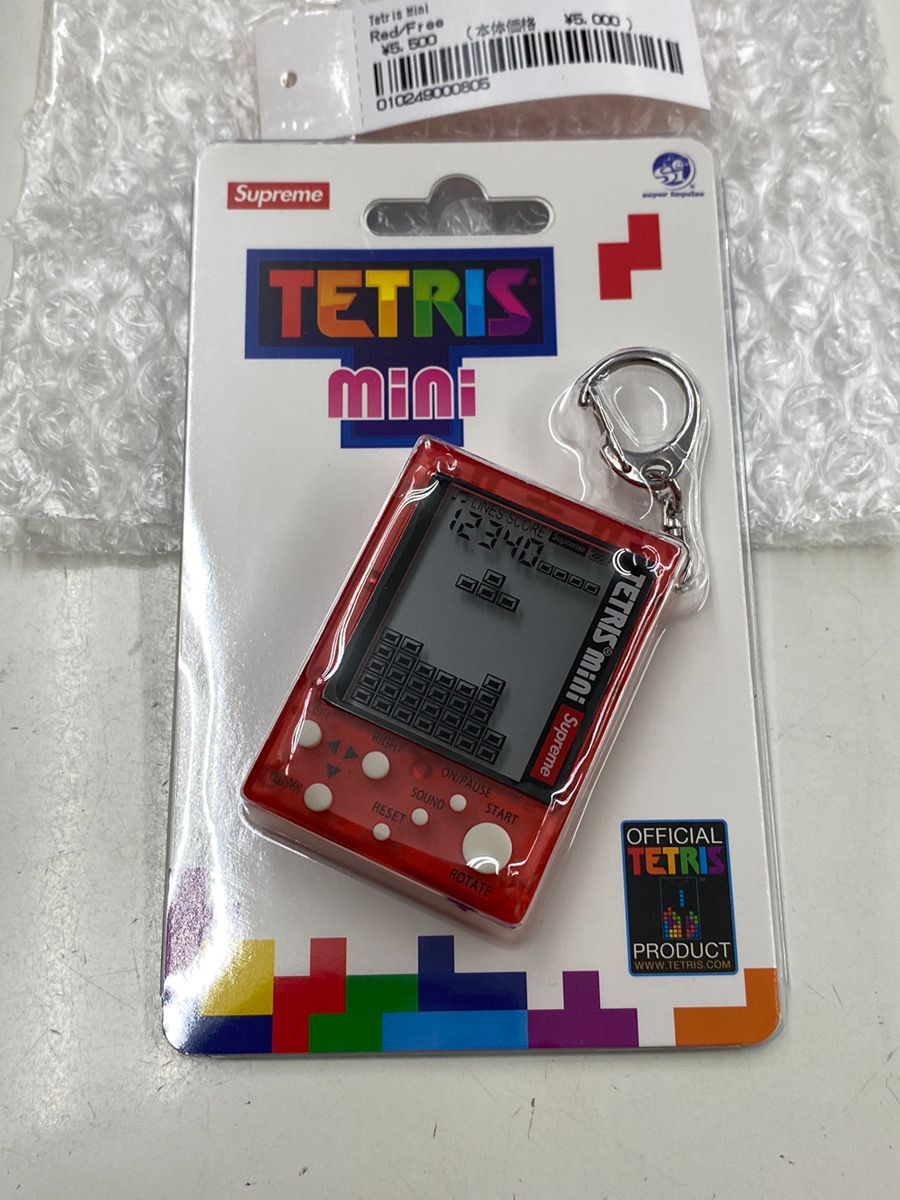 Tetris Mini
Red/Free
¥5,500 (本体価格 ¥5,000)
010249000805
Supreme
super impulse
TETRIS
mini
LINES SCORE
12340
Supreme
TETRIS® mini
Supreme
RIGHT
DOWN
ON/PAUSE
SOUND
START
RESET
ROTATE
OFFICIAL
TETRIS™
PRODUCT
WWW.TETRIS.COM